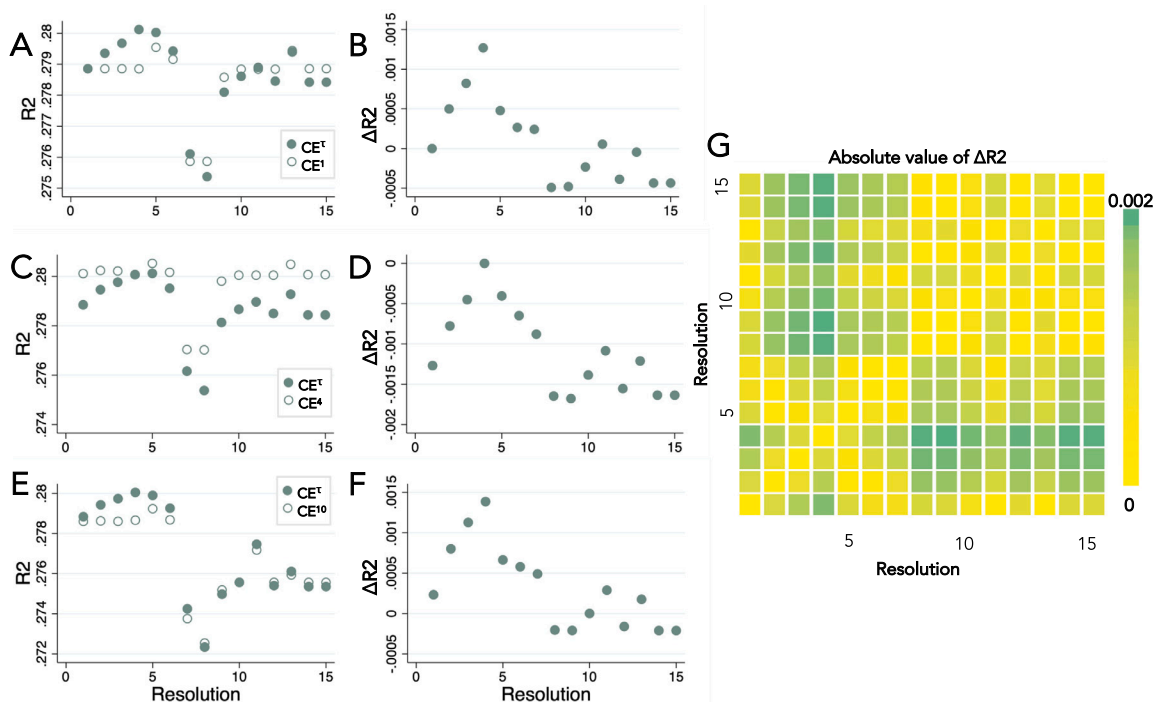 A
R2
.28
.279
.278
.277
.276
.275
CEτ
CE1
0
5
10
15
Resolution
B
ΔR2
.0015
.001
.0005
0
-.0005
0
5
10
15
Resolution
C
R2
.28
.278
.276
.274
CEτ
CE4
0
5
10
15
D
ΔR2
0
-.0005
-.001
-.0015
-.002
0
5
10
15
E
R2
.28
.278
.276
.274
.272
CEτ
CE10
0
5
10
15
Resolution
F
ΔR2
.0015
.001
.0005
0
-.0005
0
5
10
15
Resolution
G
Absolute value of ΔR2
Resolution
15
10
5
5
10
15
Resolution
0.002
0